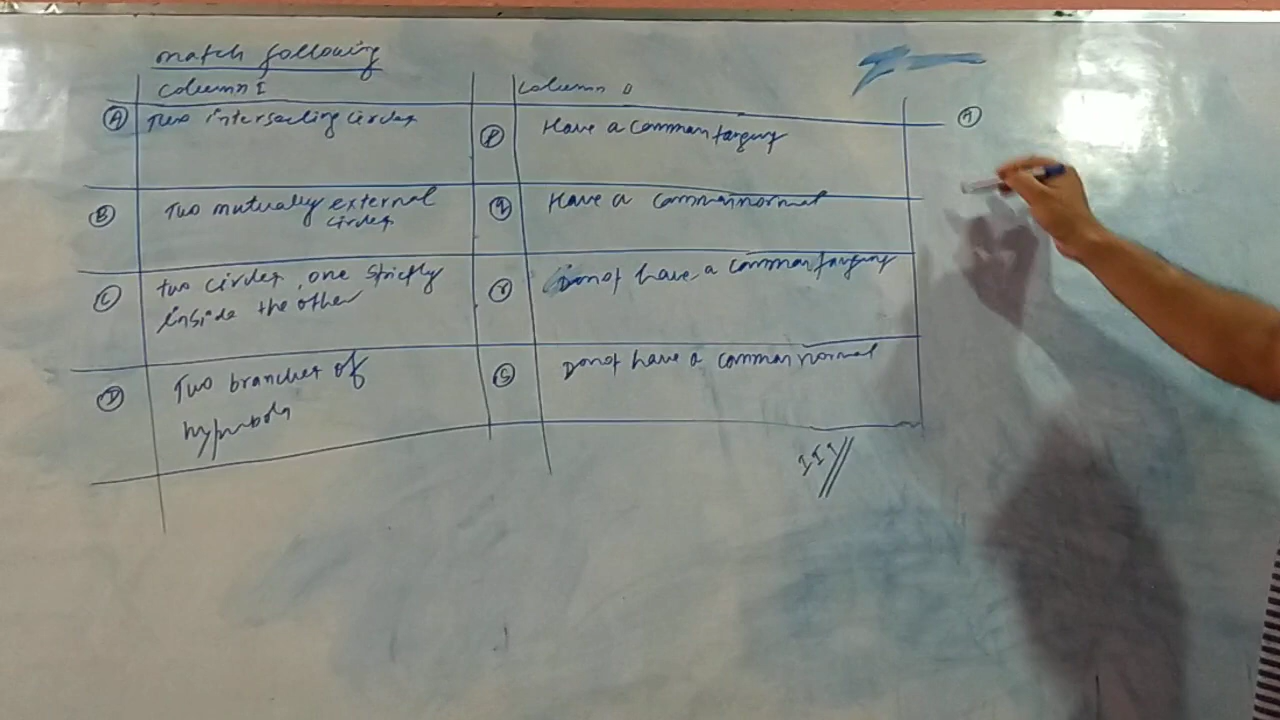 match following
column I
column II
A Two intersecting circles
P Have a common tangent
B Two mutually external
circles
q Have a common normal
C two circles, one strictly
inside the other
r Do not have a common tangent
D Two branches of
hyperbola
S Do not have a common normal
IIT
A